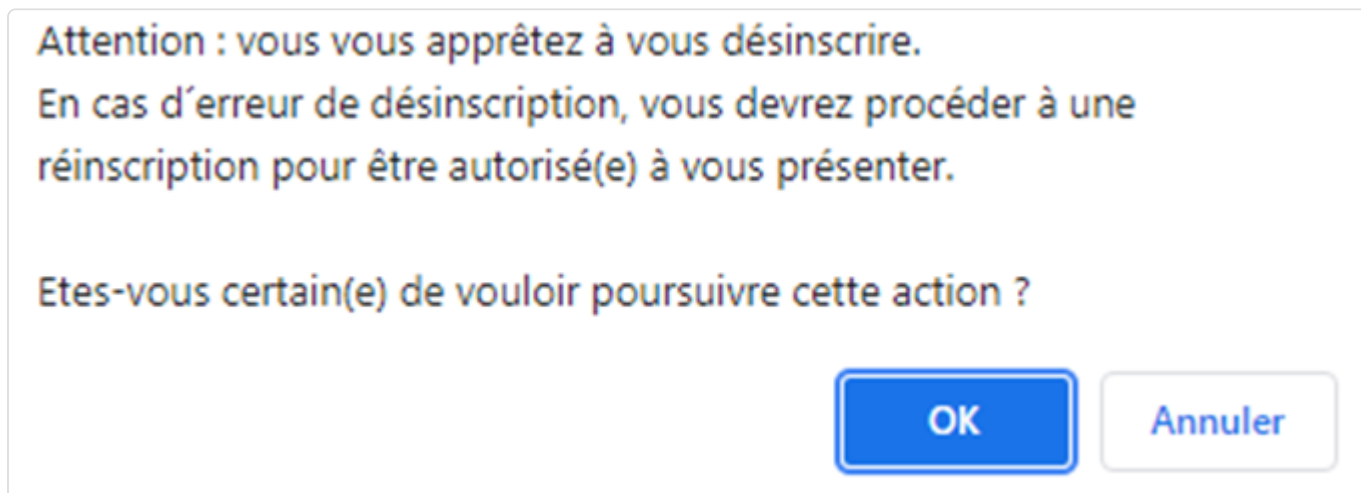 Attention : vous vous apprêtez à vous désinscrire.
En cas d´erreur de désinscription, vous devrez procéder à une
réinscription pour être autorisé(e) à vous présenter.
Etes-vous certain(e) de vouloir poursuivre cette action ?
OK
Annuler